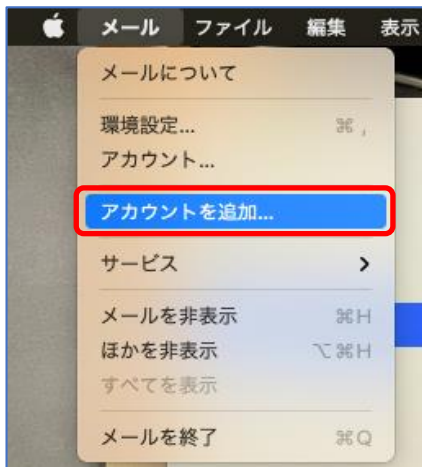 メール ファイル 編集 表示
メールについて
環境設定... ⌘ ,
アカウント...
アカウントを追加...
サービス >
メールを非表示 ⌘H
ほかを非表示 ⌥⌘H
すべてを表示
メールを終了 ⌘Q